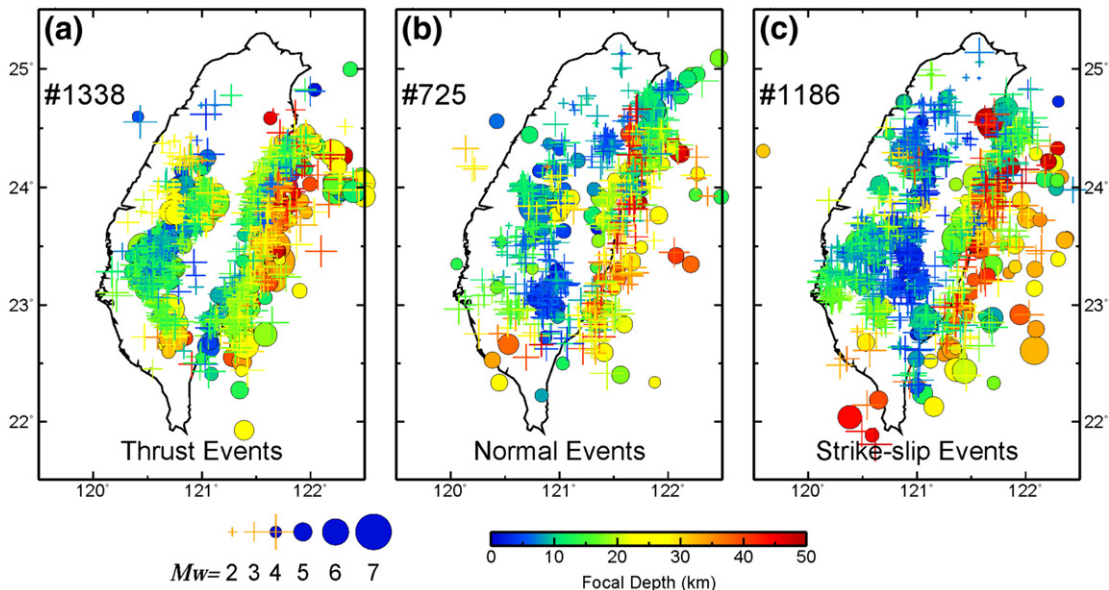 (a) (b) (c)
25˚ 25˚
#1338 #725 #1186
24˚ 24˚
23˚ 23˚
22˚ 22˚
Thrust Events Normal Events Strike-slip Events
120˚ 121˚ 122˚ 120˚ 121˚ 122˚ 120˚ 121˚ 122˚
Mw= 2 3 4 5 6 7
0 10 20 30 40 50
Focal Depth (km)